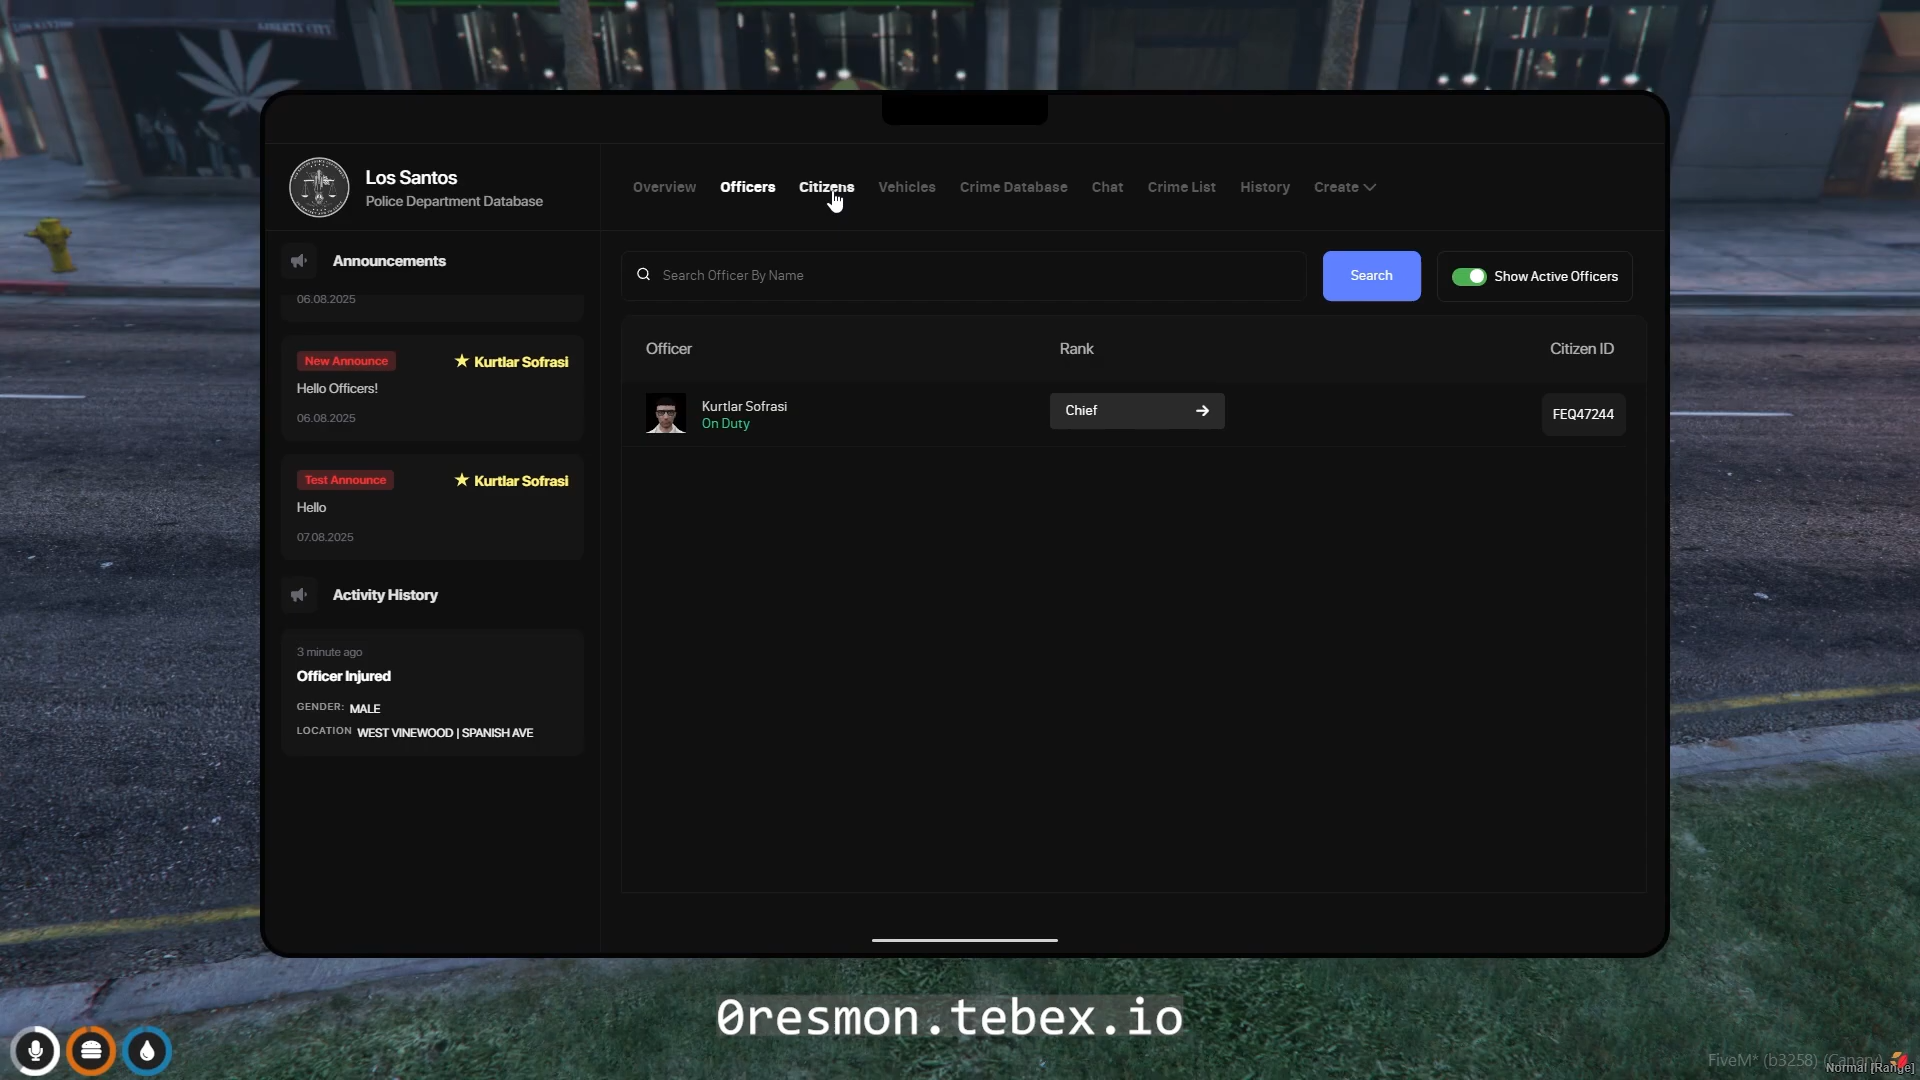 LIBERTY CITY
Los Santos
Police Department Database
Overview
Officers
Citizens
Vehicles
Crime Database
Chat
Crime List
History
Create
Announcements
06.08.2025
New Announce
Kurtlar Sofrasi
Hello Officers!
06.08.2025
Test Announce
Kurtlar Sofrasi
Hello
07.08.2025
Activity History
3 minute ago
Officer Injured
GENDER: MALE
LOCATION WEST VINEWOOD | SPANISH AVE
Search Officer By Name
Search
Show Active Officers
Officer
Rank
Citizen ID
Kurtlar Sofrasi
On Duty
Chief
FEQ47244
0resmon.tebex.io
FiveM* (b3258) (Canary)
Normal [Range]